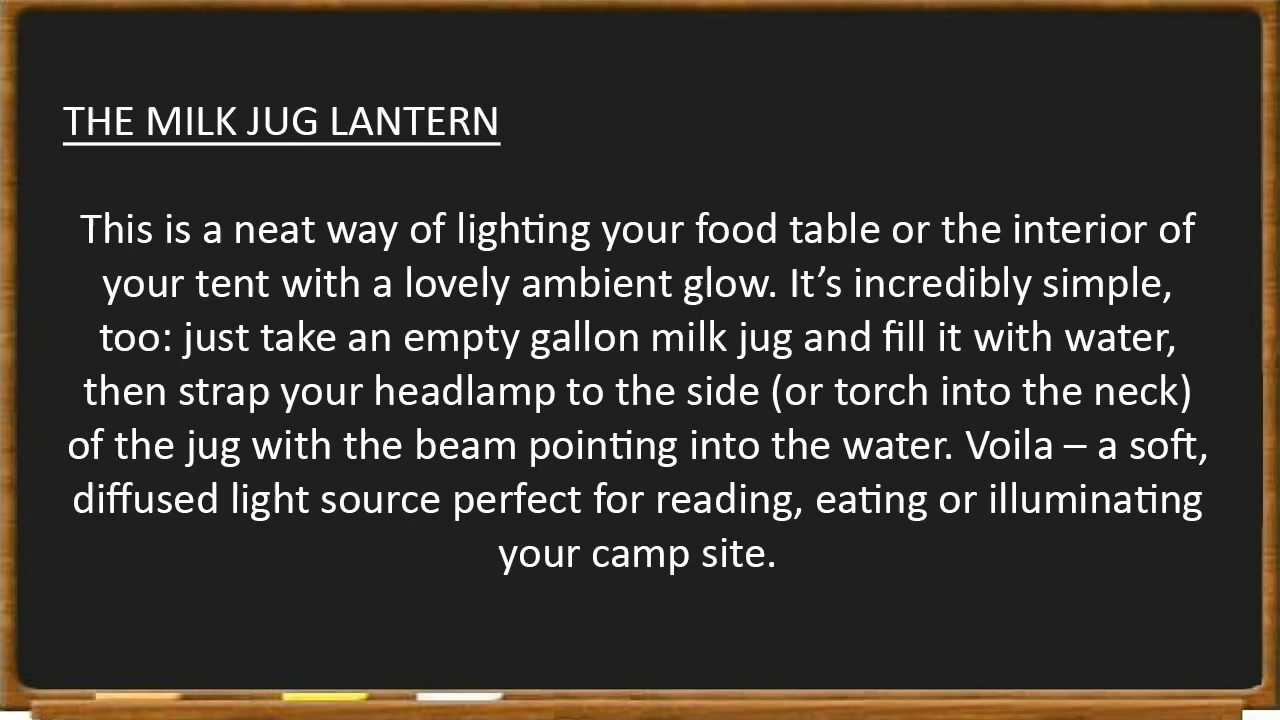 THE MILK JUG LANTERN
This is a neat way of lighting your food table or the interior of
your tent with a lovely ambient glow. It’s incredibly simple,
too: just take an empty gallon milk jug and fill it with water,
then strap your headlamp to the side (or torch into the neck)
of the jug with the beam pointing into the water. Voila – a soft,
diffused light source perfect for reading, eating or illuminating
your camp site.